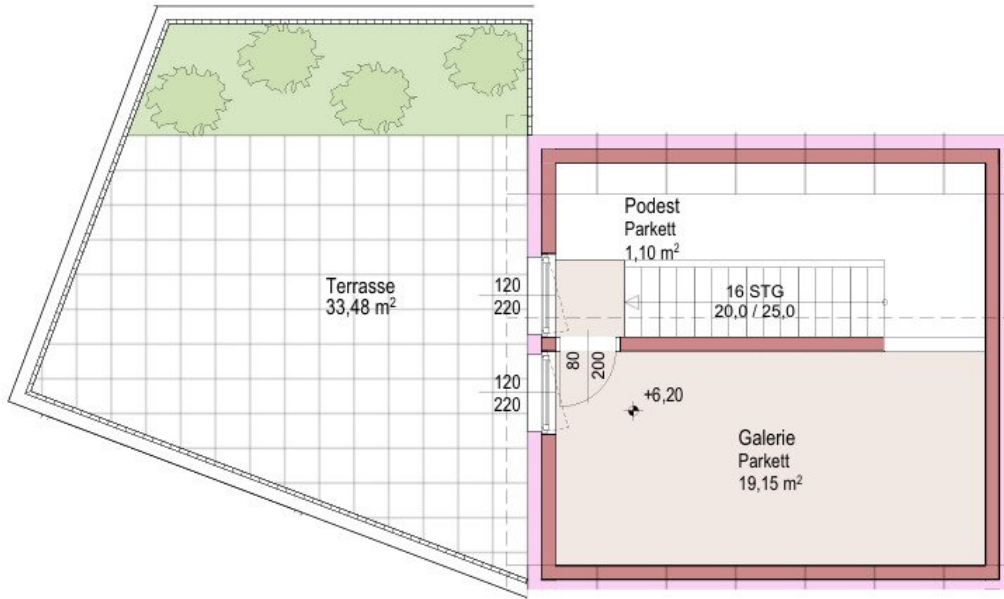 Podest
Parkett
1,10 m²
Terrasse
33,48 m²
120
220
16 STG
20,0 / 25,0
80
200
120
220
+6,20
Galerie
Parkett
19,15 m²